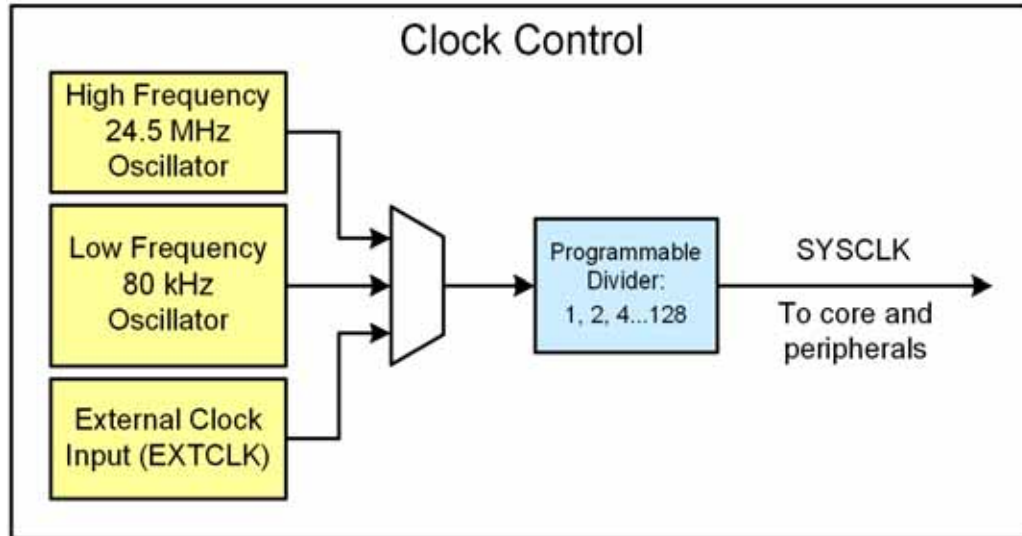 Clock Control
High Frequency
24.5 MHz
Oscillator
Low Frequency
80 kHz
Oscillator
External Clock
Input (EXTCLK)
Programmable
Divider:
1, 2, 4...128
SYSCLK
To core and
peripherals